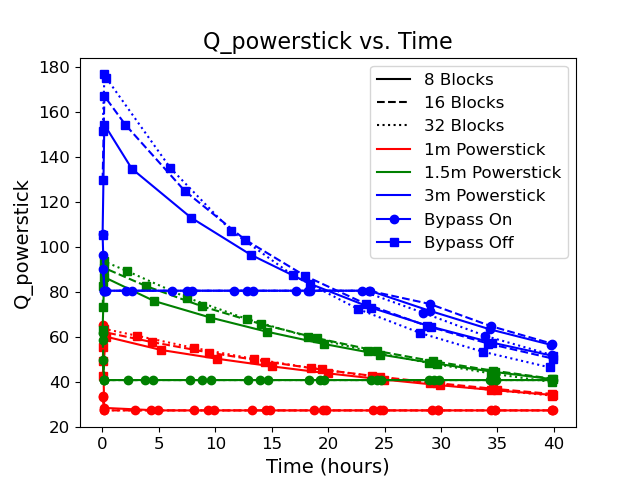 Q_powerstick vs. Time
180
160
140
120
100
80
60
40
20
Q_powerstick
8 Blocks
16 Blocks
32 Blocks
1m Powerstick
1.5m Powerstick
3m Powerstick
Bypass On
Bypass Off
0 5 10 15 20 25 30 35 40
Time (hours)